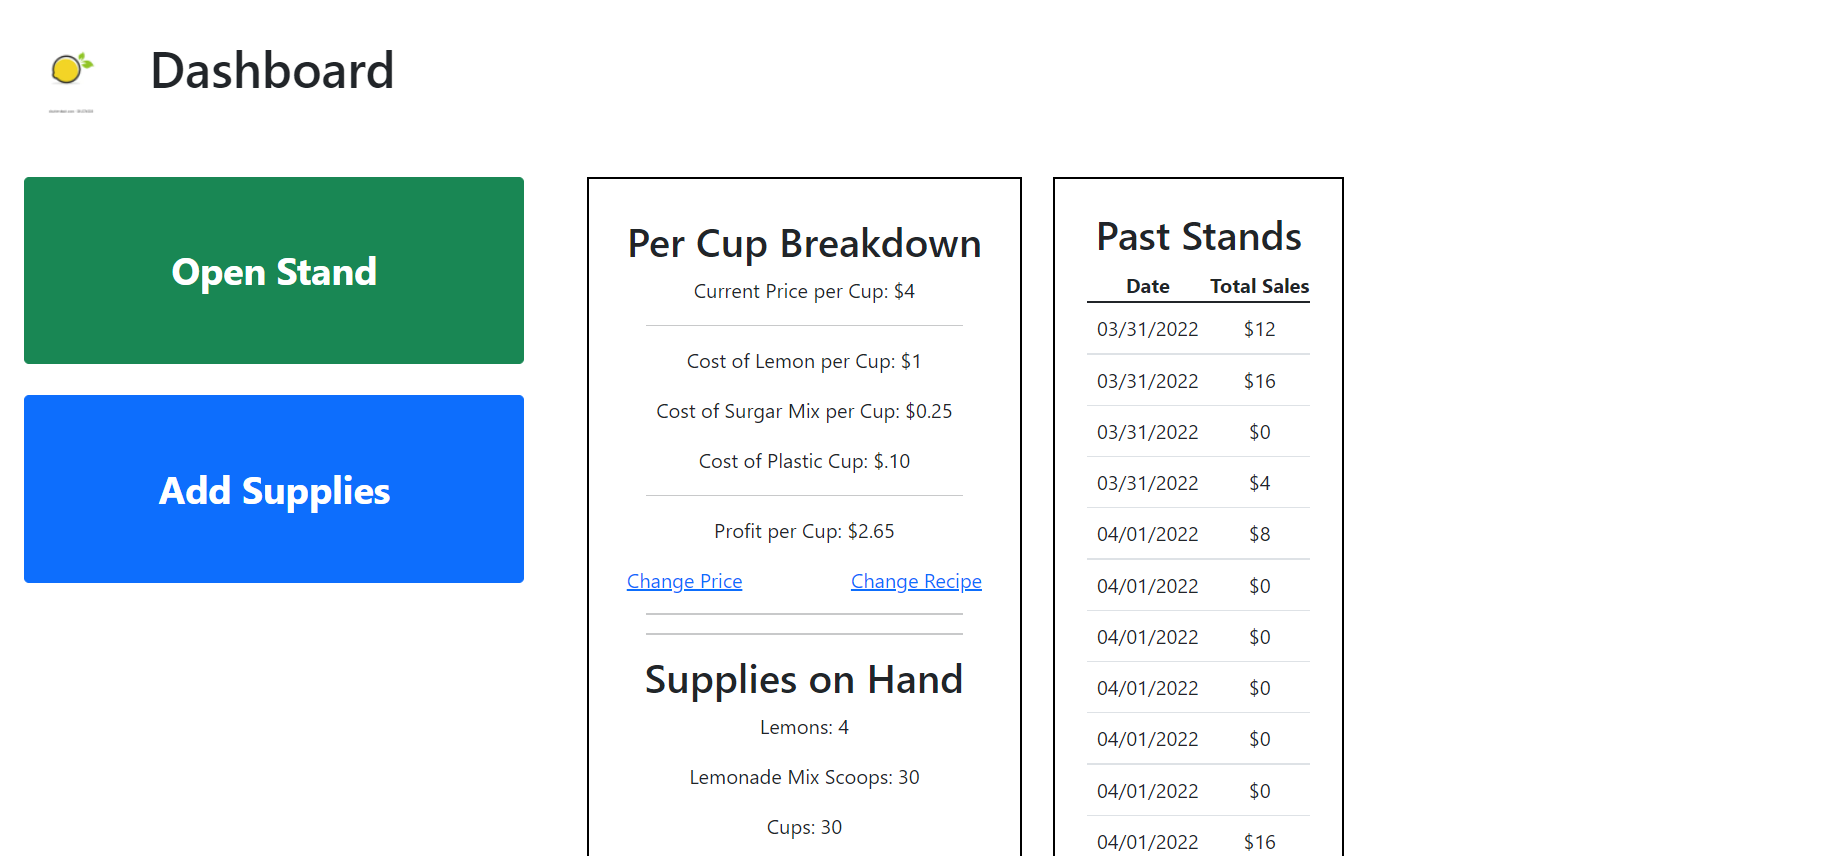 Dashboard
Open Stand
Add Supplies
Per Cup Breakdown
Current Price per Cup: $4
Cost of Lemon per Cup: $1
Cost of Surgar Mix per Cup: $0.25
Cost of Plastic Cup: $.10
Profit per Cup: $2.65
Change Price Change Recipe
Supplies on Hand
Lemons: 4
Lemonade Mix Scoops: 30
Cups: 30
Past Stands
Date Total Sales
03/31/2022 $12
03/31/2022 $16
03/31/2022 $0
03/31/2022 $4
04/01/2022 $8
04/01/2022 $0
04/01/2022 $0
04/01/2022 $0
04/01/2022 $0
04/01/2022 $0
04/01/2022 $16